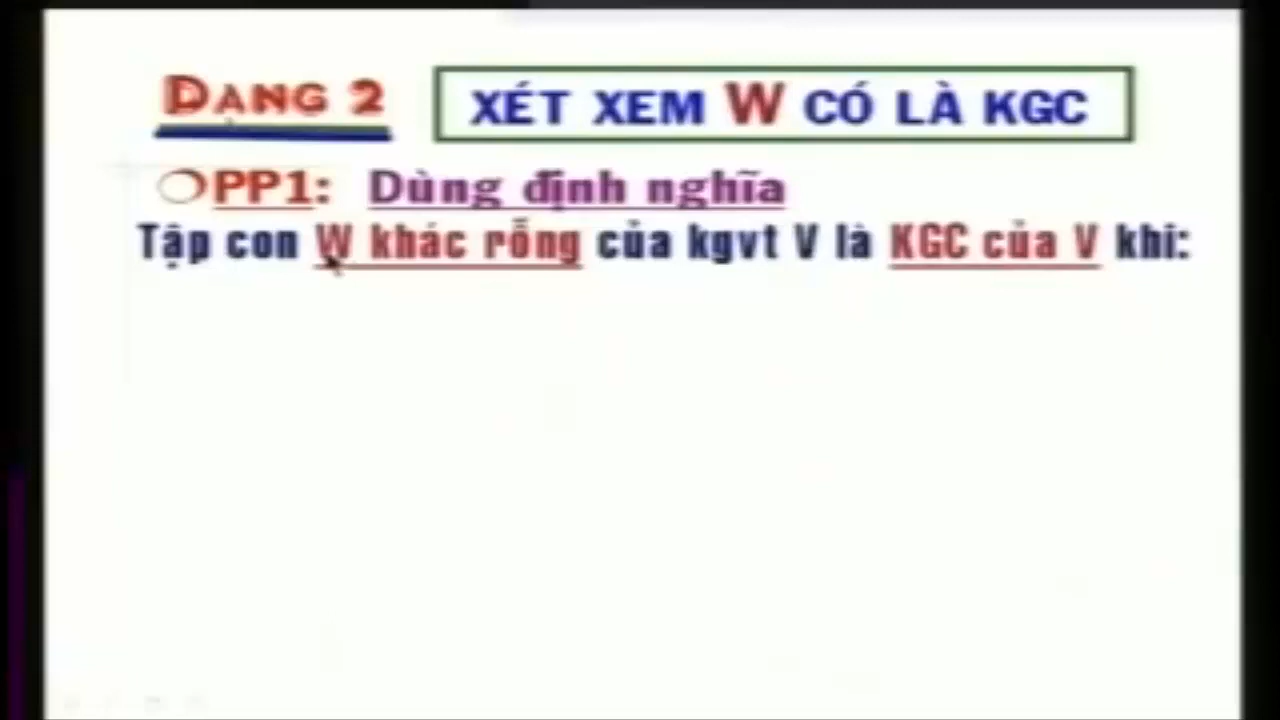 DẠNG 2
XÉT XEM W CÓ LÀ KGC
PP1: Dùng định nghĩa
Tập con W khác rỗng của kgvt V là KGC của V khi: